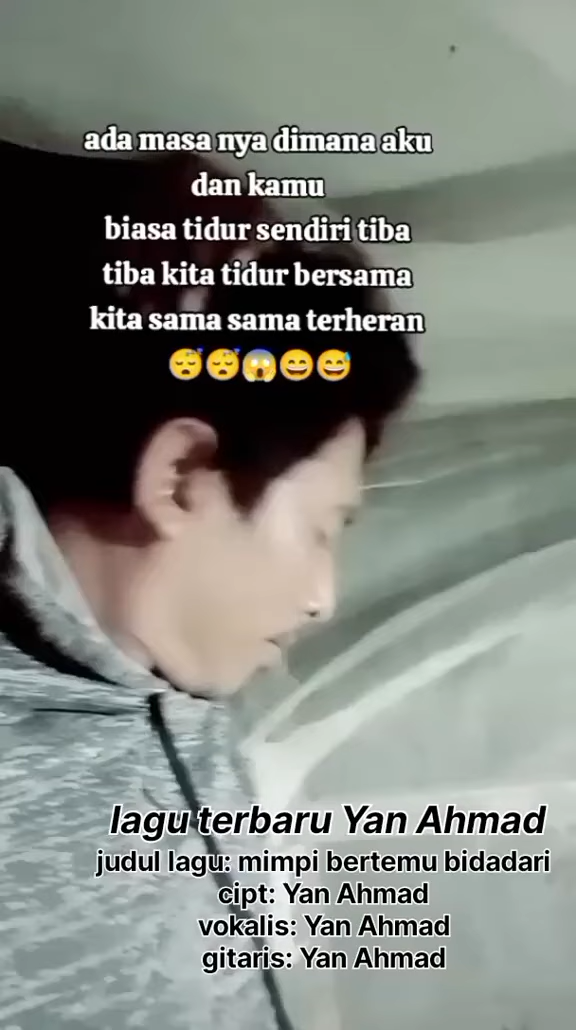 ada masa nya dimana aku
dan kamu
biasa tidur sendiri tiba
tiba kita tidur bersama
kita sama sama terheran
😴😴😱😄😅
lagu terbaru Yan Ahmad
judul lagu: mimpi bertemu bidadari
cipt: Yan Ahmad
vokalis: Yan Ahmad
gitaris: Yan Ahmad